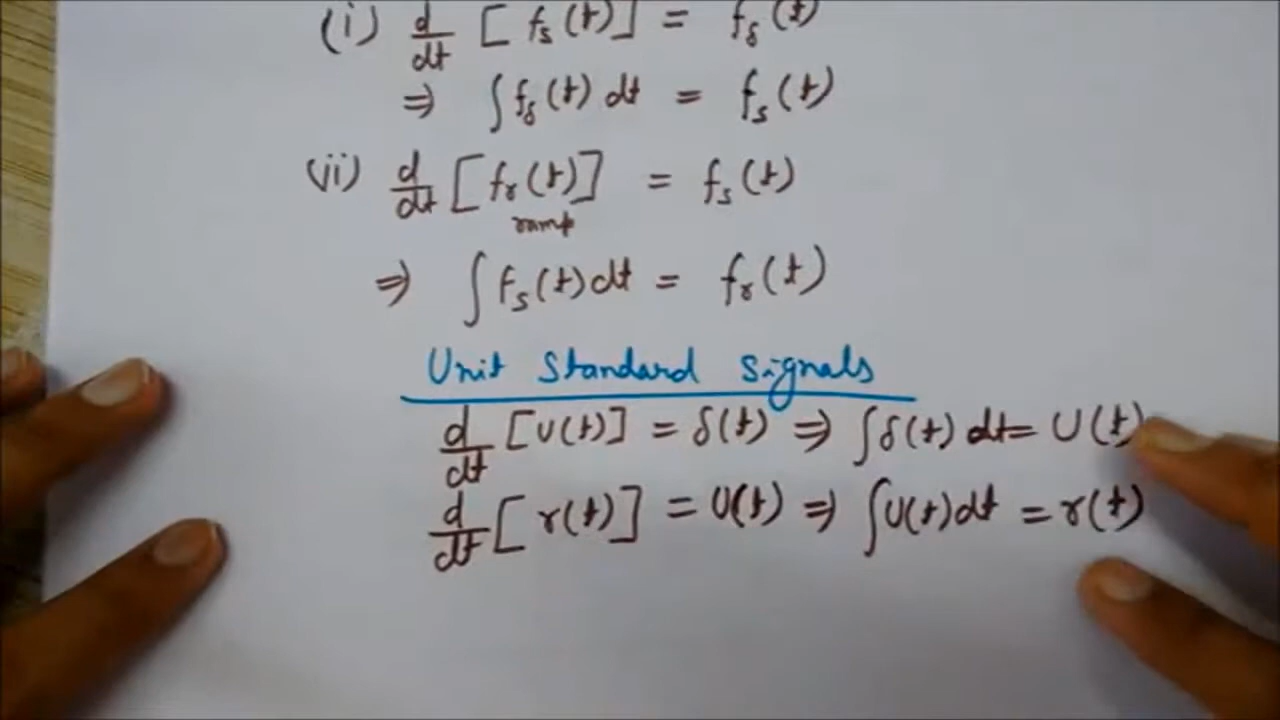 (i) d/dt [fs(t)] = fδ(t)
⇒ ∫fδ(t) dt = fs(t)
(ii) d/dt [fr(t)] = fs(t)
ramp
⇒ ∫fs(t)dt = fr(t)
Unit Standard Signals
d/dt [U(t)] = δ(t) ⇒ ∫δ(t) dt = U(t)
d/dt [r(t)] = U(t) ⇒ ∫U(t)dt = r(t)